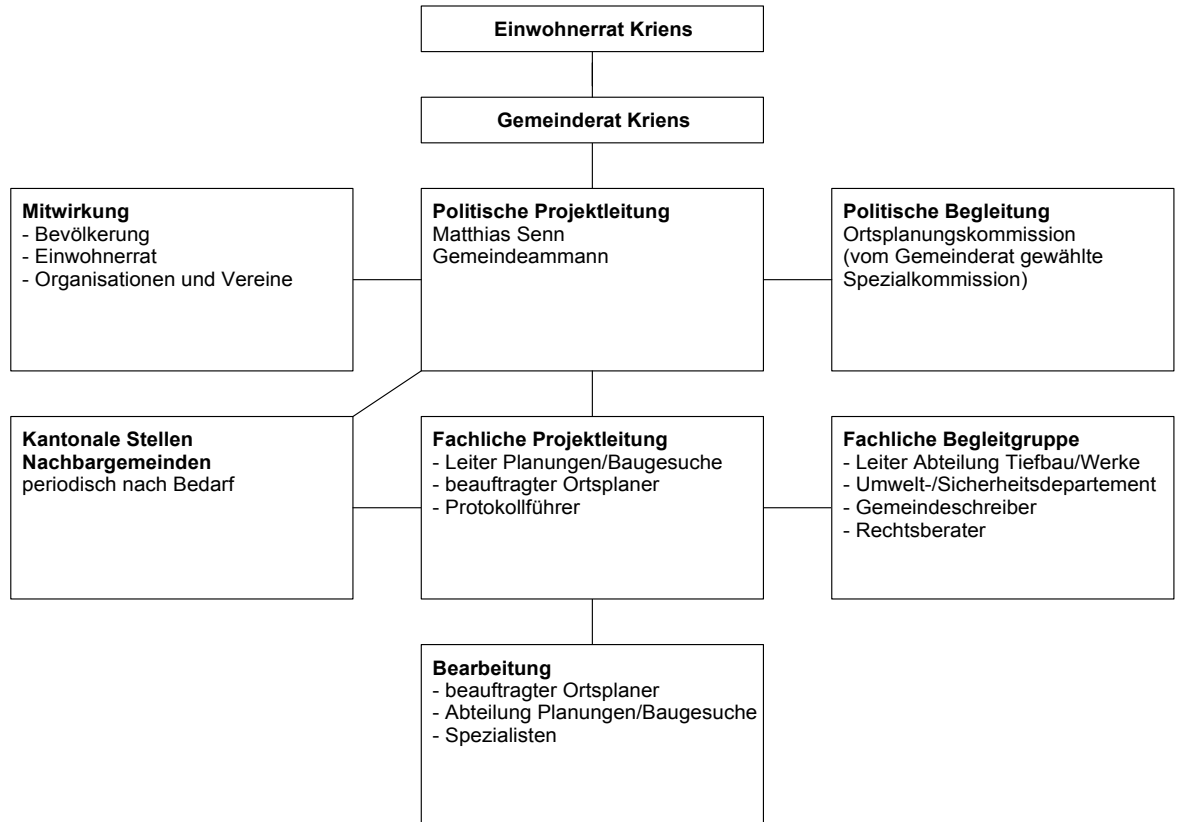 Einwohnerrat Kriens
Gemeinderat Kriens
Mitwirkung
- Bevölkerung
- Einwohnerrat
- Organisationen und Vereine
Politische Projektleitung
Matthias Senn
Gemeindeammann
Politische Begleitung
Ortsplanungskommission
(vom Gemeinderat gewählte
Spezialkommission)
Kantonale Stellen
Nachbargemeinden
periodisch nach Bedarf
Fachliche Projektleitung
- Leiter Planungen/Baugesuche
- beauftragter Ortsplaner
- Protokollführer
Fachliche Begleitgruppe
- Leiter Abteilung Tiefbau/Werke
- Umwelt-/Sicherheitsdepartement
- Gemeindeschreiber
- Rechtsberater
Bearbeitung
- beauftragter Ortsplaner
- Abteilung Planungen/Baugesuche
- Spezialisten